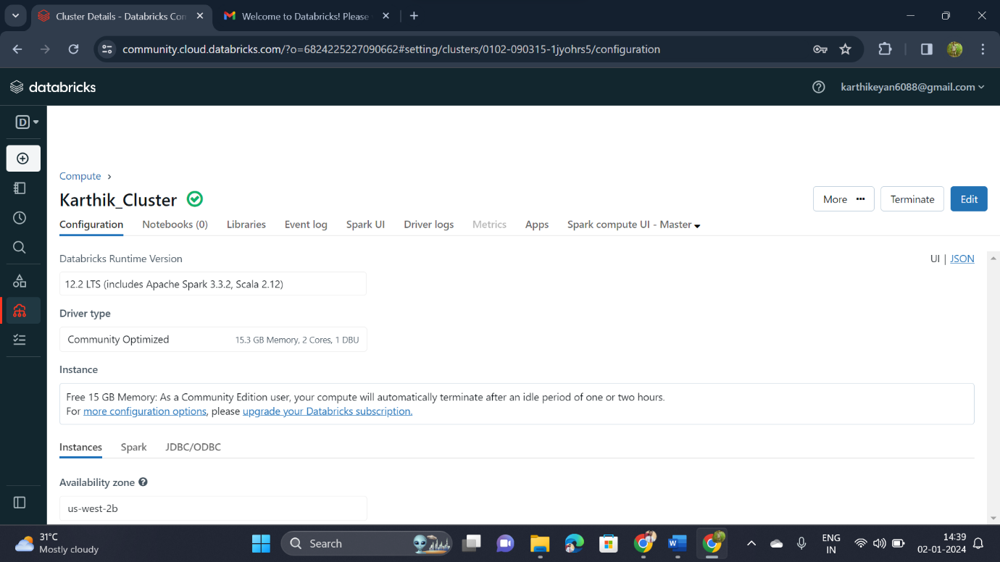 Cluster Details - Databricks Con
Welcome to Databricks! Please
community.cloud.databricks.com/?o=6824225227090662#setting/clusters/0102-090315-1jyohrs5/configuration
databricks
karthikeyan6088@gmail.com
D
Compute
Karthik_Cluster
More
Terminate
Edit
Configuration Notebooks (0) Libraries Event log Spark UI Driver logs Metrics Apps Spark compute UI - Master
Databricks Runtime Version
UI | JSON
12.2 LTS (includes Apache Spark 3.3.2, Scala 2.12)
Driver type
Community Optimized 15.3 GB Memory, 2 Cores, 1 DBU
Instance
Free 15 GB Memory: As a Community Edition user, your compute will automatically terminate after an idle period of one or two hours.
For more configuration options, please upgrade your Databricks subscription.
Instances Spark JDBC/ODBC
Availability zone
us-west-2b
31°C
Mostly cloudy
Search
ENG
IN
14:39
02-01-2024